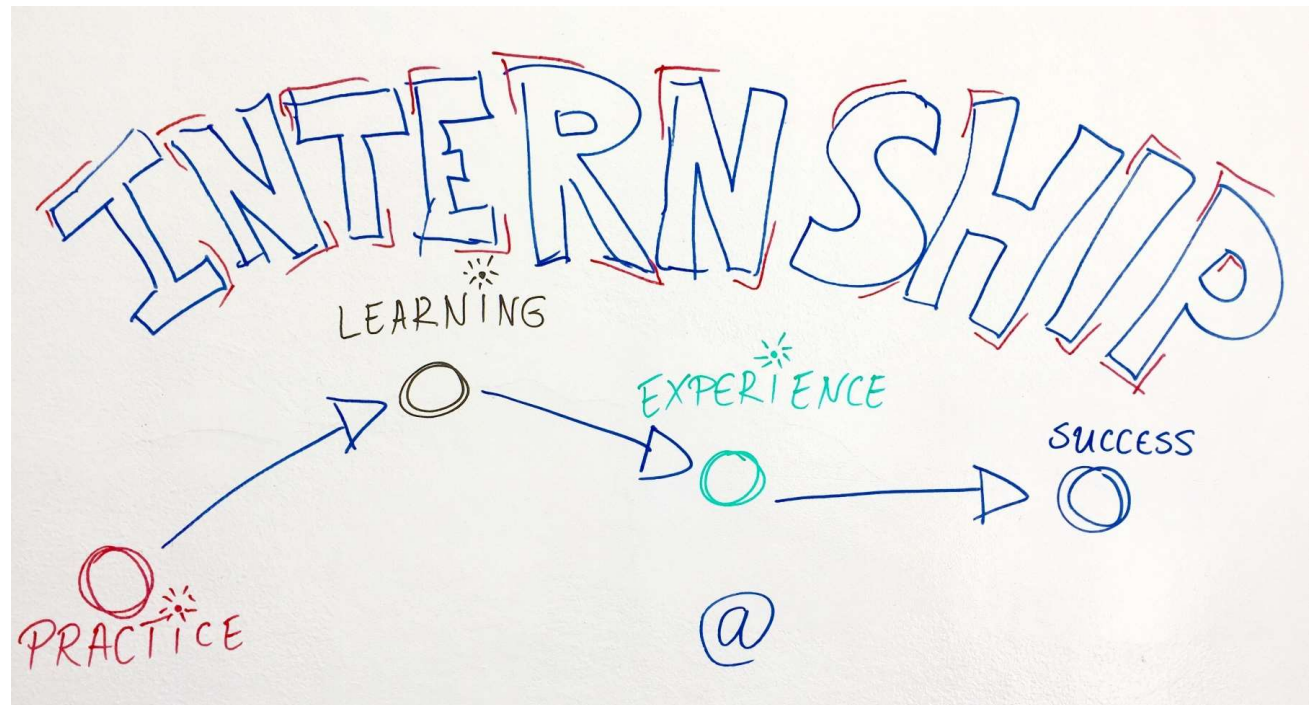 INTERNSHIP
LEARNING
EXPERIENCE
SUCCESS
PRACTICE
@